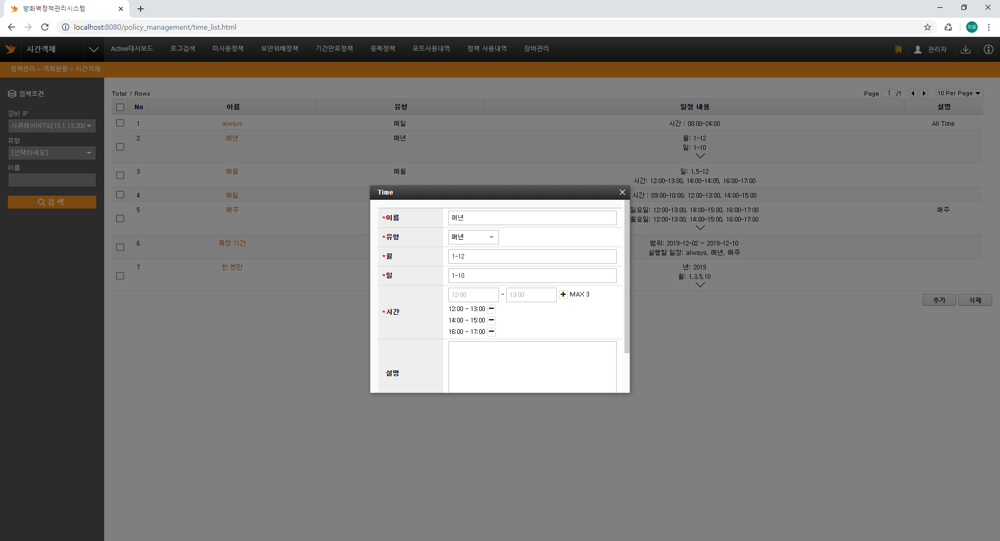 방화벽정책관리시스템
localhost:8080/policy_management/time_list.html
지웅
시간객체
Active대시보드 로그검색 미사용정책 보안위배정책 기간만료정책 중복정책 포트사용내역 정책 사용내역 장비관리
관리자
정책관리 > 객체현황 > 시간객체
검색조건
장비 IP
시큐레이어TG[10.1.13.200
유형
[선택하세요]
이름
검 색
Total 7 Rows
Page 1 /1 10 Per Page
No 이름 유형 일정 내용 설명
1 always 매일 시간 : 00:00-24:00 All Time
2 매년 매년 월: 1-12
일: 1-10
3 매월 매월 일: 1,5-12
시간: 12:00-13:00, 14:00-14:05, 16:00-17:00
4 매일 시간 : 09:00-10:00, 12:00-13:00, 14:00-15:00
5 매주 일요일: 12:00-13:00, 14:00-15:00, 16:00-17:00 매주
월요일: 12:00-13:00, 14:00-15:00, 16:00-17:00
6 특정 기간 범위: 2019-12-02 ~ 2019-12-10
실행할 일정: always, 매년, 매주
7 한 번만 년: 2019
월: 1,3,5,10
추가 삭제
Time
*이름 매년
*유형 매년
*월 1-12
*일 1-10
*시간 12:00 - 13:00 MAX 3
12:00 - 13:00
14:00 - 15:00
16:00 - 17:00
설명